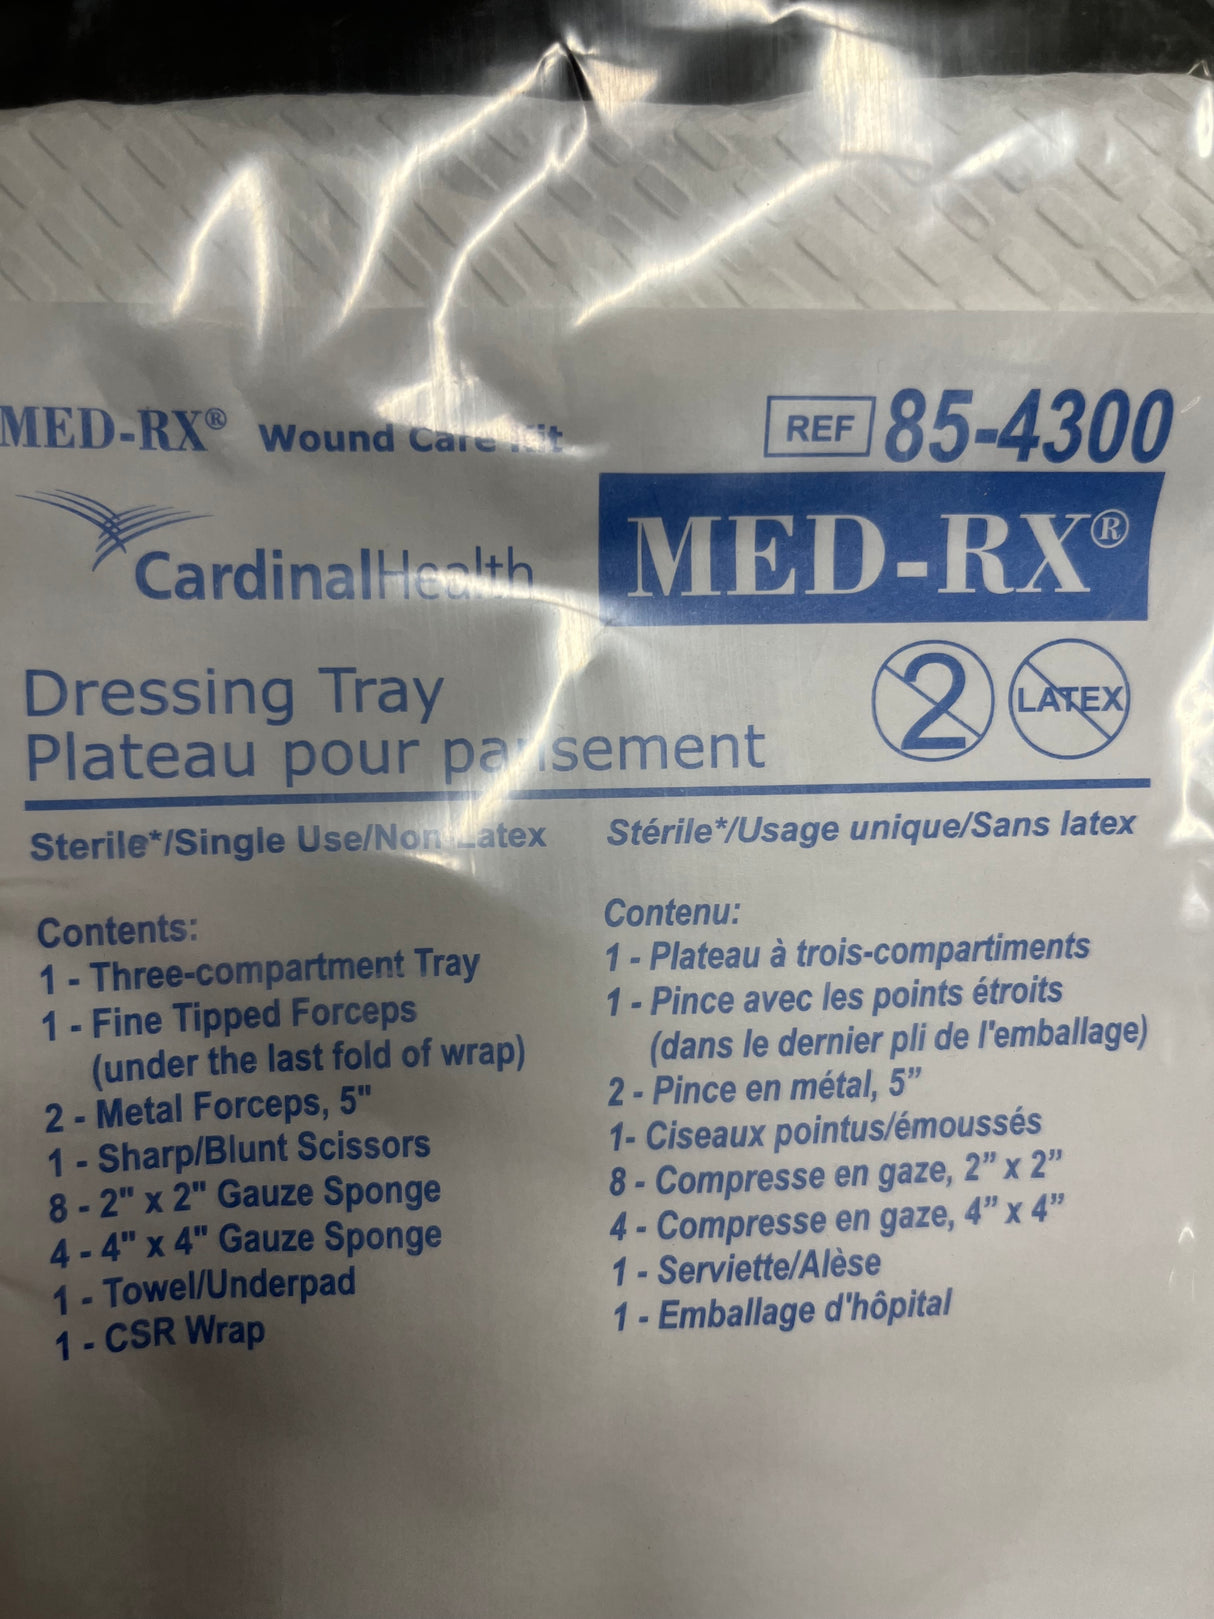 MED-RX® Wound Care Kit
REF 85-4300
CardinalHealth
MED-RX®
Dressing Tray
Plateau pour pansement
2 LATEX
Sterile*/Single Use/Non-Latex
Contents:
1 - Three-compartment Tray
1 - Fine Tipped Forceps
(under the last fold of wrap)
2 - Metal Forceps, 5"
1 - Sharp/Blunt Scissors
8 - 2" x 2" Gauze Sponge
4 - 4" x 4" Gauze Sponge
1 - Towel/Underpad
1 - CSR Wrap
Stérile*/Usage unique/Sans latex
Contenu:
1 - Plateau à trois-compartiments
1 - Pince avec les points étroits
(dans le dernier pli de l'emballage)
2 - Pince en métal, 5”
1- Ciseaux pointus/émoussés
8 - Compresse en gaze, 2” x 2”
4 - Compresse en gaze, 4” x 4”
1 - Serviette/Alèse
1 - Emballage d'hôpital